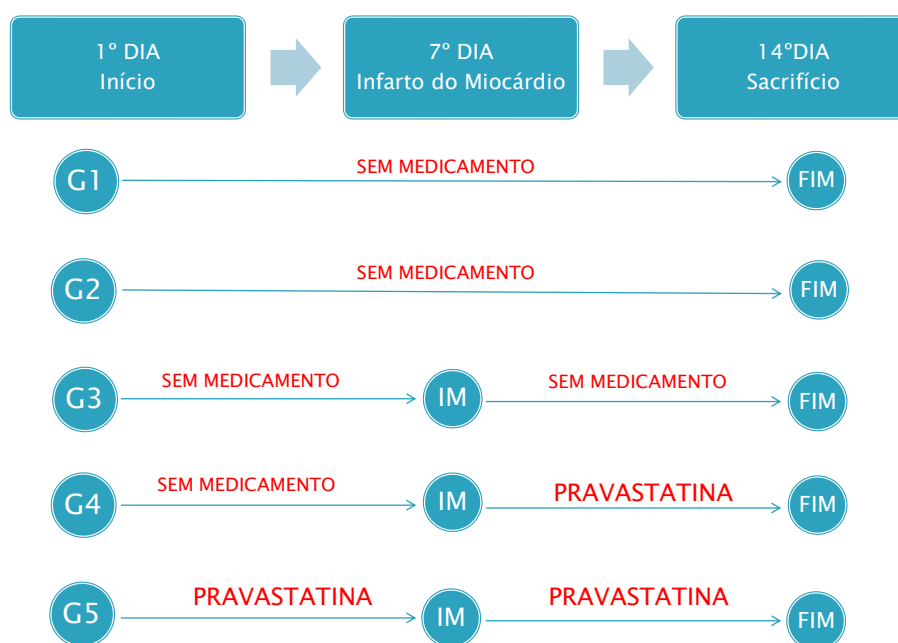 1º DIA
Início
7º DIA
Infarto do Miocárdio
14ºDIA
Sacrifício
G1
SEM MEDICAMENTO
FIM
G2
SEM MEDICAMENTO
FIM
G3
SEM MEDICAMENTO
IM
SEM MEDICAMENTO
FIM
G4
SEM MEDICAMENTO
IM
PRAVASTATINA
FIM
G5
PRAVASTATINA
IM
PRAVASTATINA
FIM